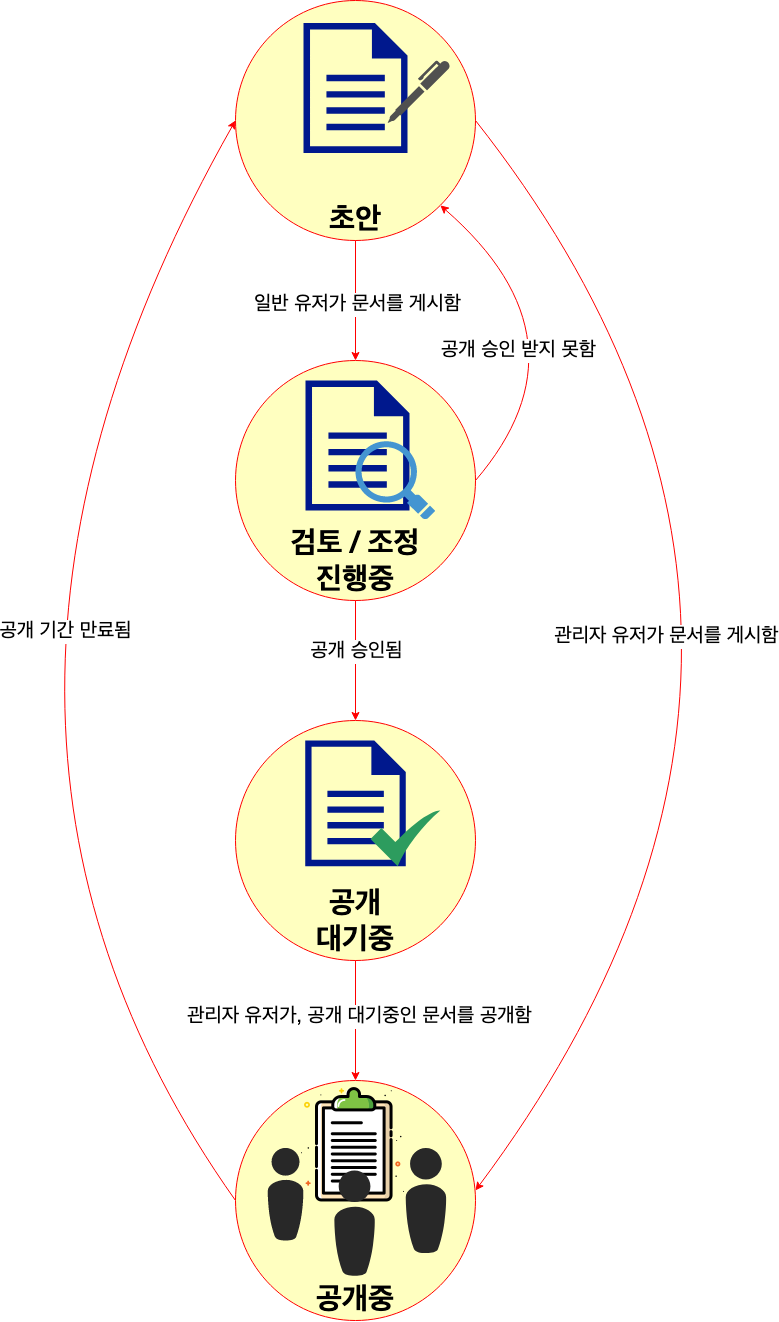 초안
일반 유저가 문서를 게시함
공개 승인 받지 못함
검토 / 조정
진행중
공개 기간 만료됨
관리자 유저가 문서를 게시함
공개 승인됨
공개
대기중
관리자 유저가, 공개 대기중인 문서를 공개함
공개중